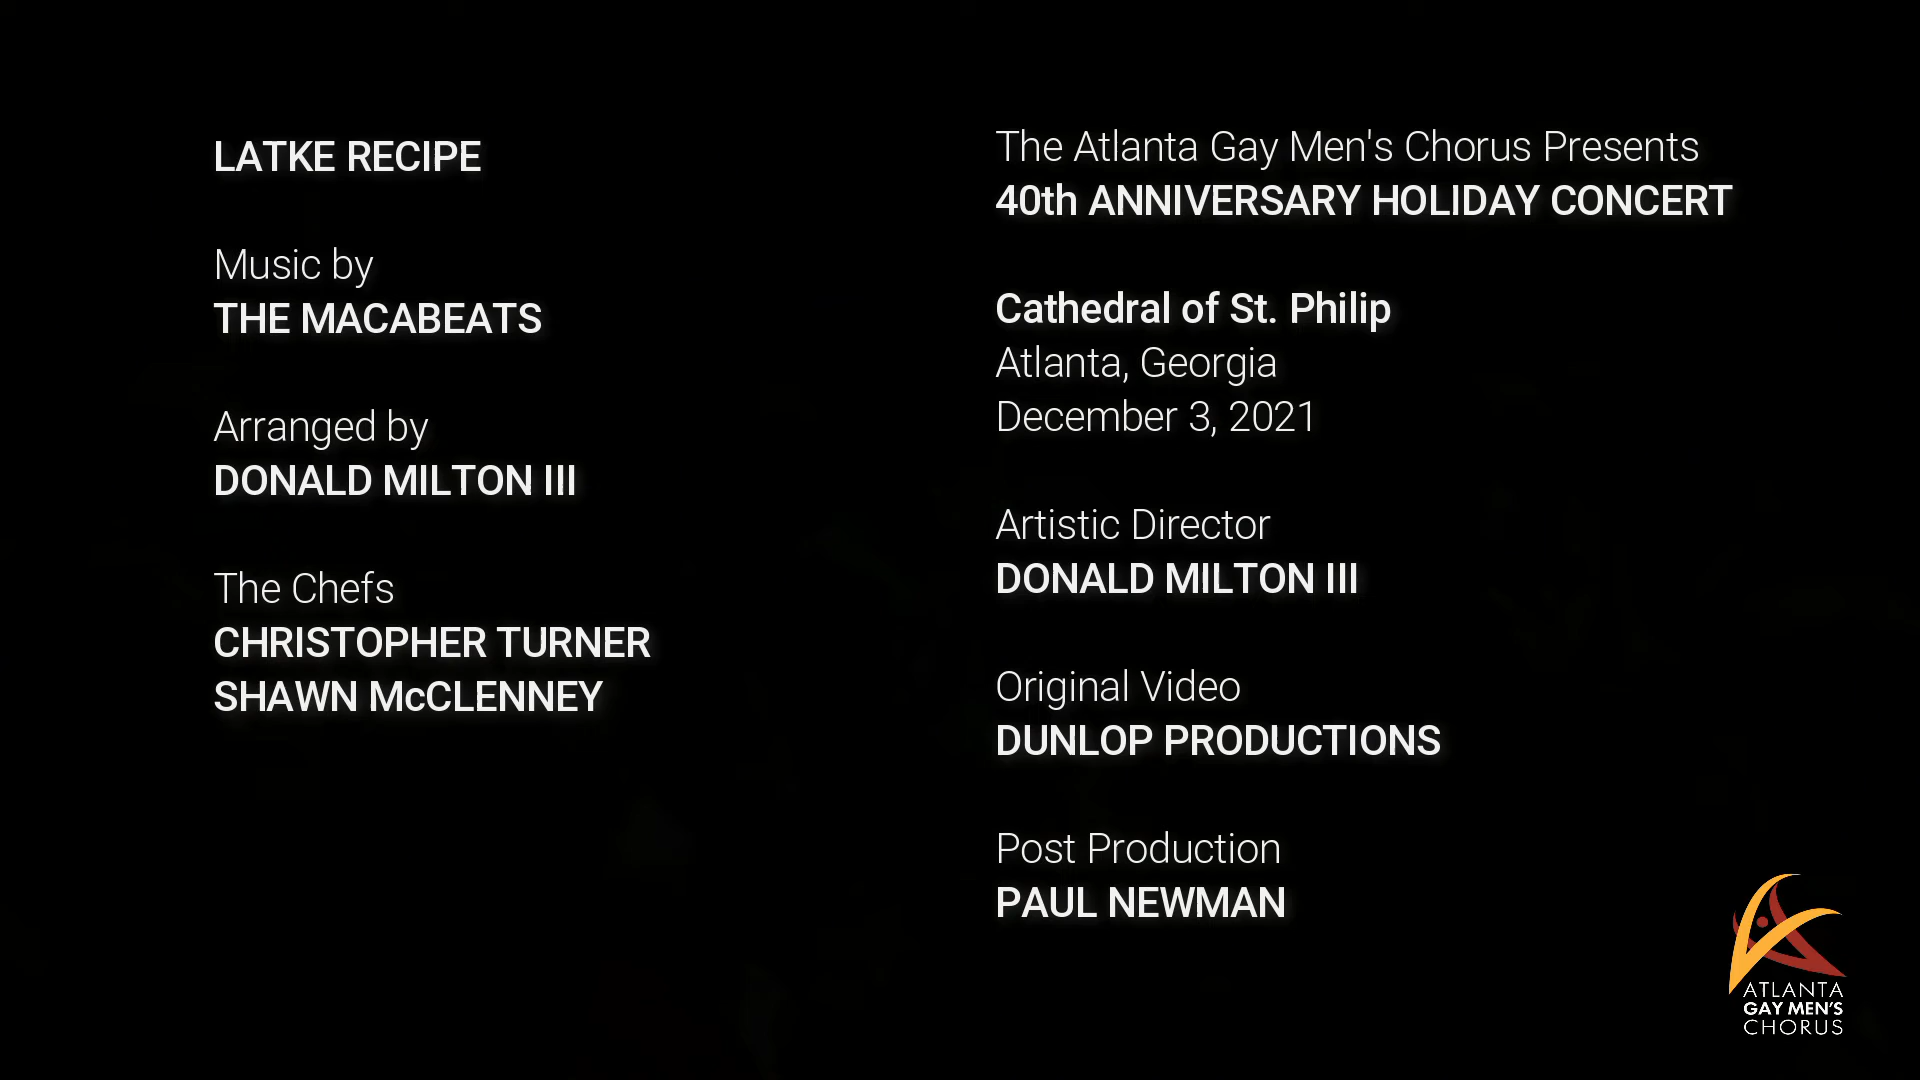 LATKE RECIPE
Music by
THE MACABEATS
Arranged by
DONALD MILTON III
The Chefs
CHRISTOPHER TURNER
SHAWN McCLENNEY
The Atlanta Gay Men's Chorus Presents
40th ANNIVERSARY HOLIDAY CONCERT
Cathedral of St. Philip
Atlanta, Georgia
December 3, 2021
Artistic Director
DONALD MILTON III
Original Video
DUNLOP PRODUCTIONS
Post Production
PAUL NEWMAN
ATLANTA
GAY MEN'S
CHORUS